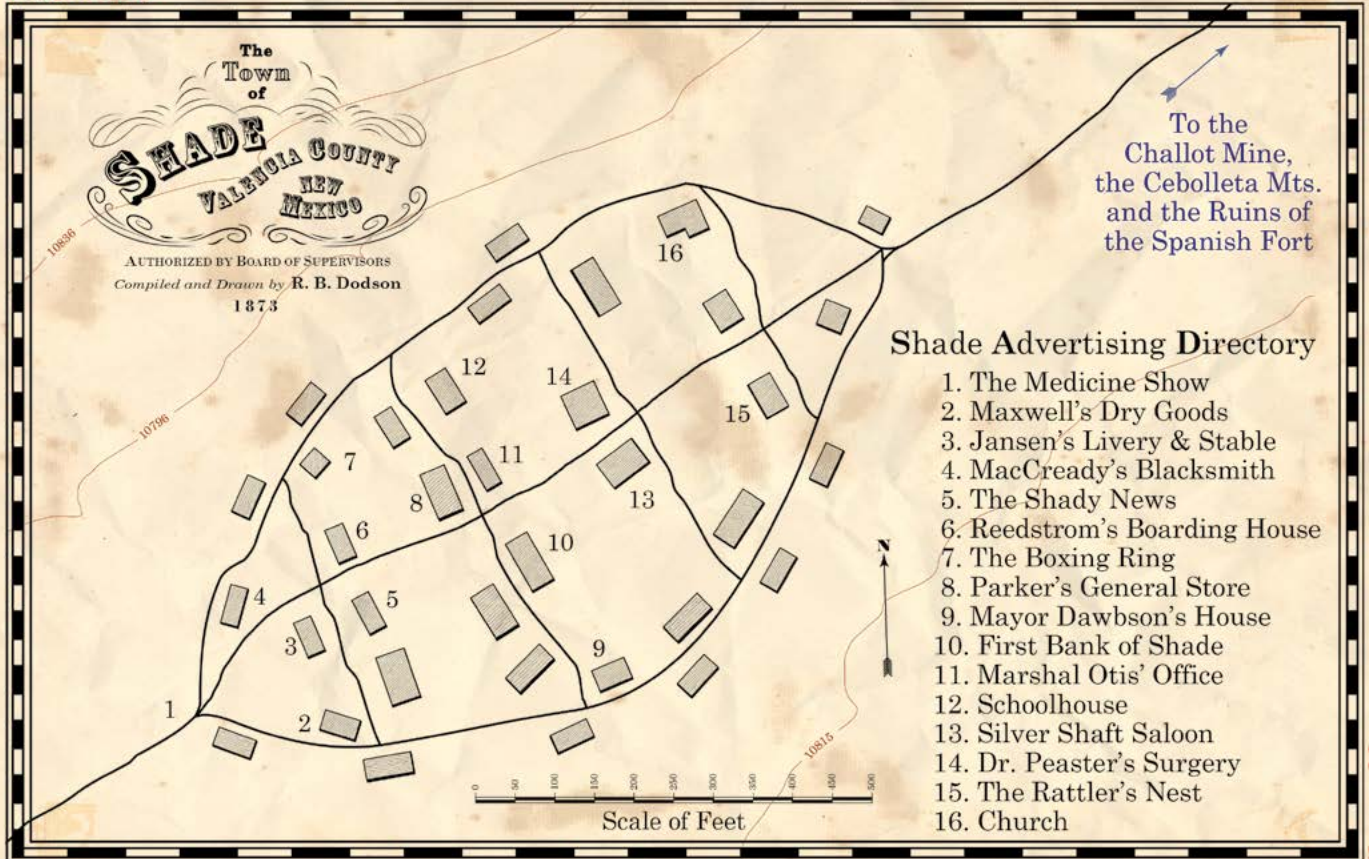 The
Town
of
SHADE
VALENCIA COUNTY
NEW
MEXICO
AUTHORIZED BY BOARD OF SUPERVISORS
Compiled and Drawn by R. B. Dodson
1873
To the
Challot Mine,
the Cebolleta Mts.
and the Ruins of
the Spanish Fort
10836
10796
10815
16
12
14
15
7
11
8
13
6
10
4
5
3
9
2
1
N
Shade Advertising Directory
1. The Medicine Show
2. Maxwell's Dry Goods
3. Jansen's Livery & Stable
4. MacCready's Blacksmith
5. The Shady News
6. Reedstrom's Boarding House
7. The Boxing Ring
8. Parker's General Store
9. Mayor Dawbson's House
10. First Bank of Shade
11. Marshal Otis' Office
12. Schoolhouse
13. Silver Shaft Saloon
14. Dr. Peaster's Surgery
15. The Rattler's Nest
16. Church
0 50 100 150 200 250 300 350 400 450 500
Scale of Feet